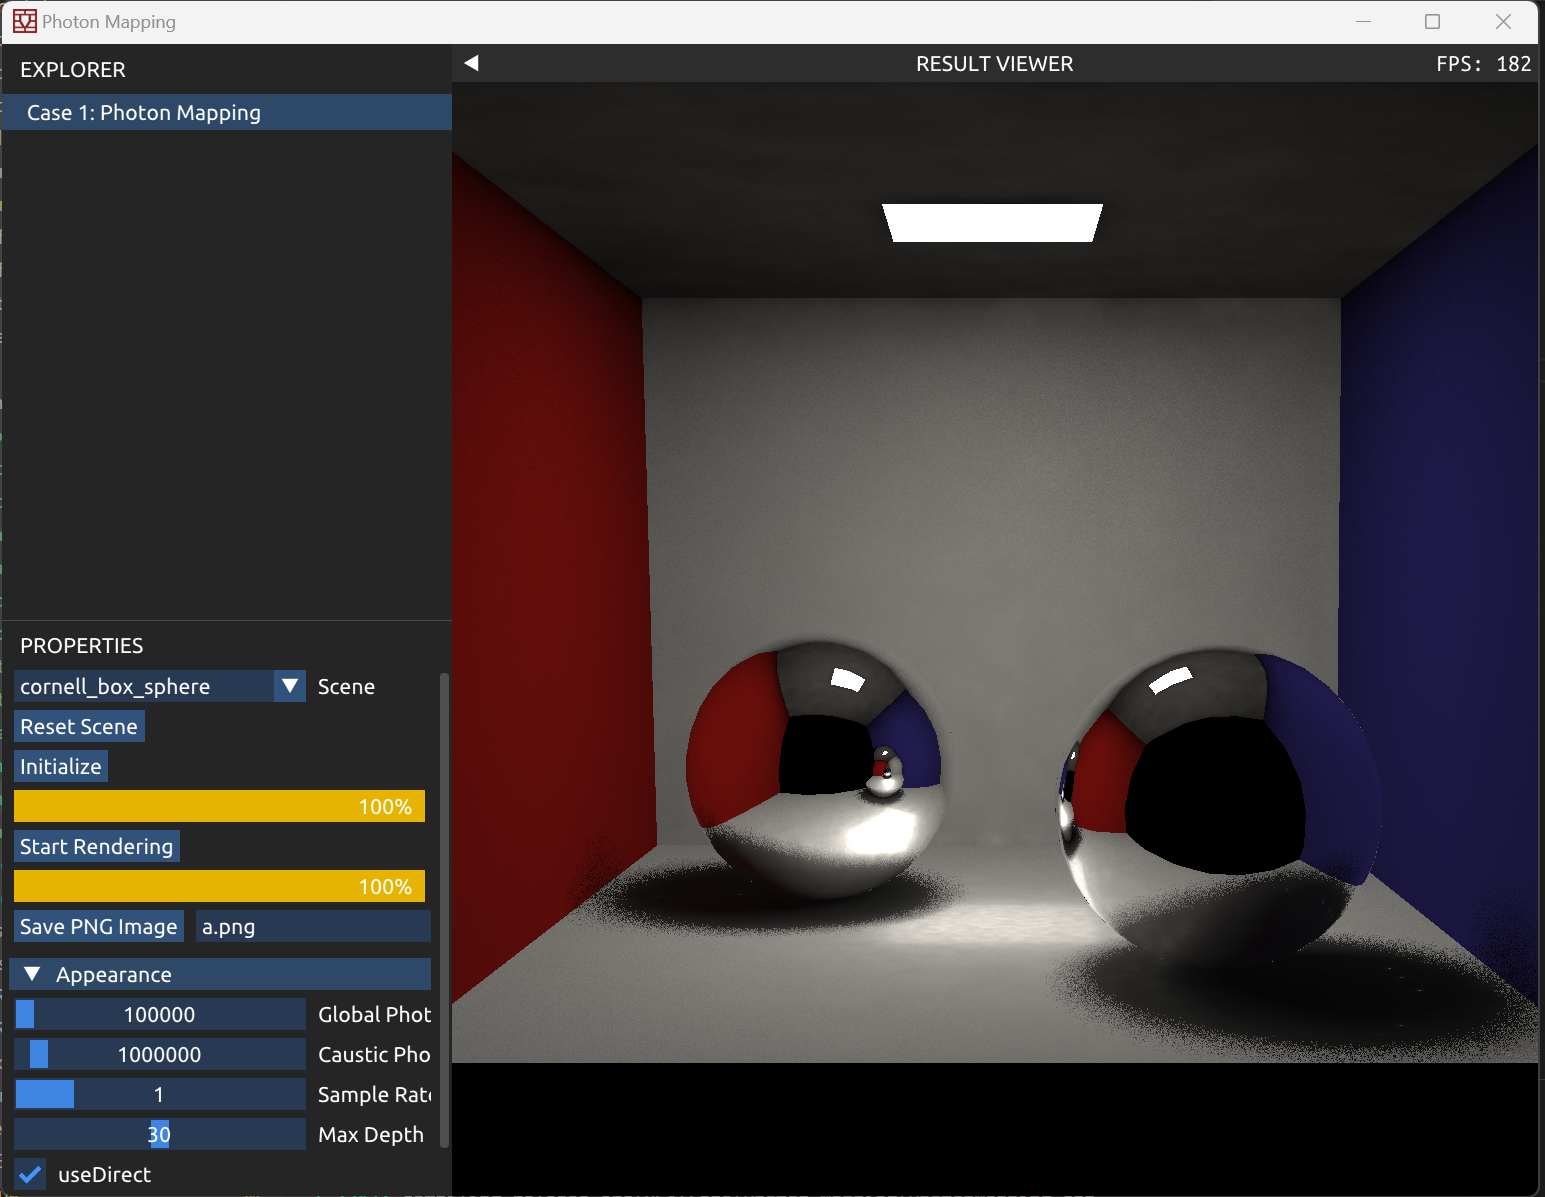 Photon Mapping
EXPLORER
Case 1: Photon Mapping
RESULT VIEWER
FPS: 182
PROPERTIES
cornell_box_sphere Scene
Reset Scene
Initialize
100%
Start Rendering
100%
Save PNG Image a.png
Appearance
100000 Global Phot
1000000 Caustic Pho
1 Sample Rate
30 Max Depth
useDirect